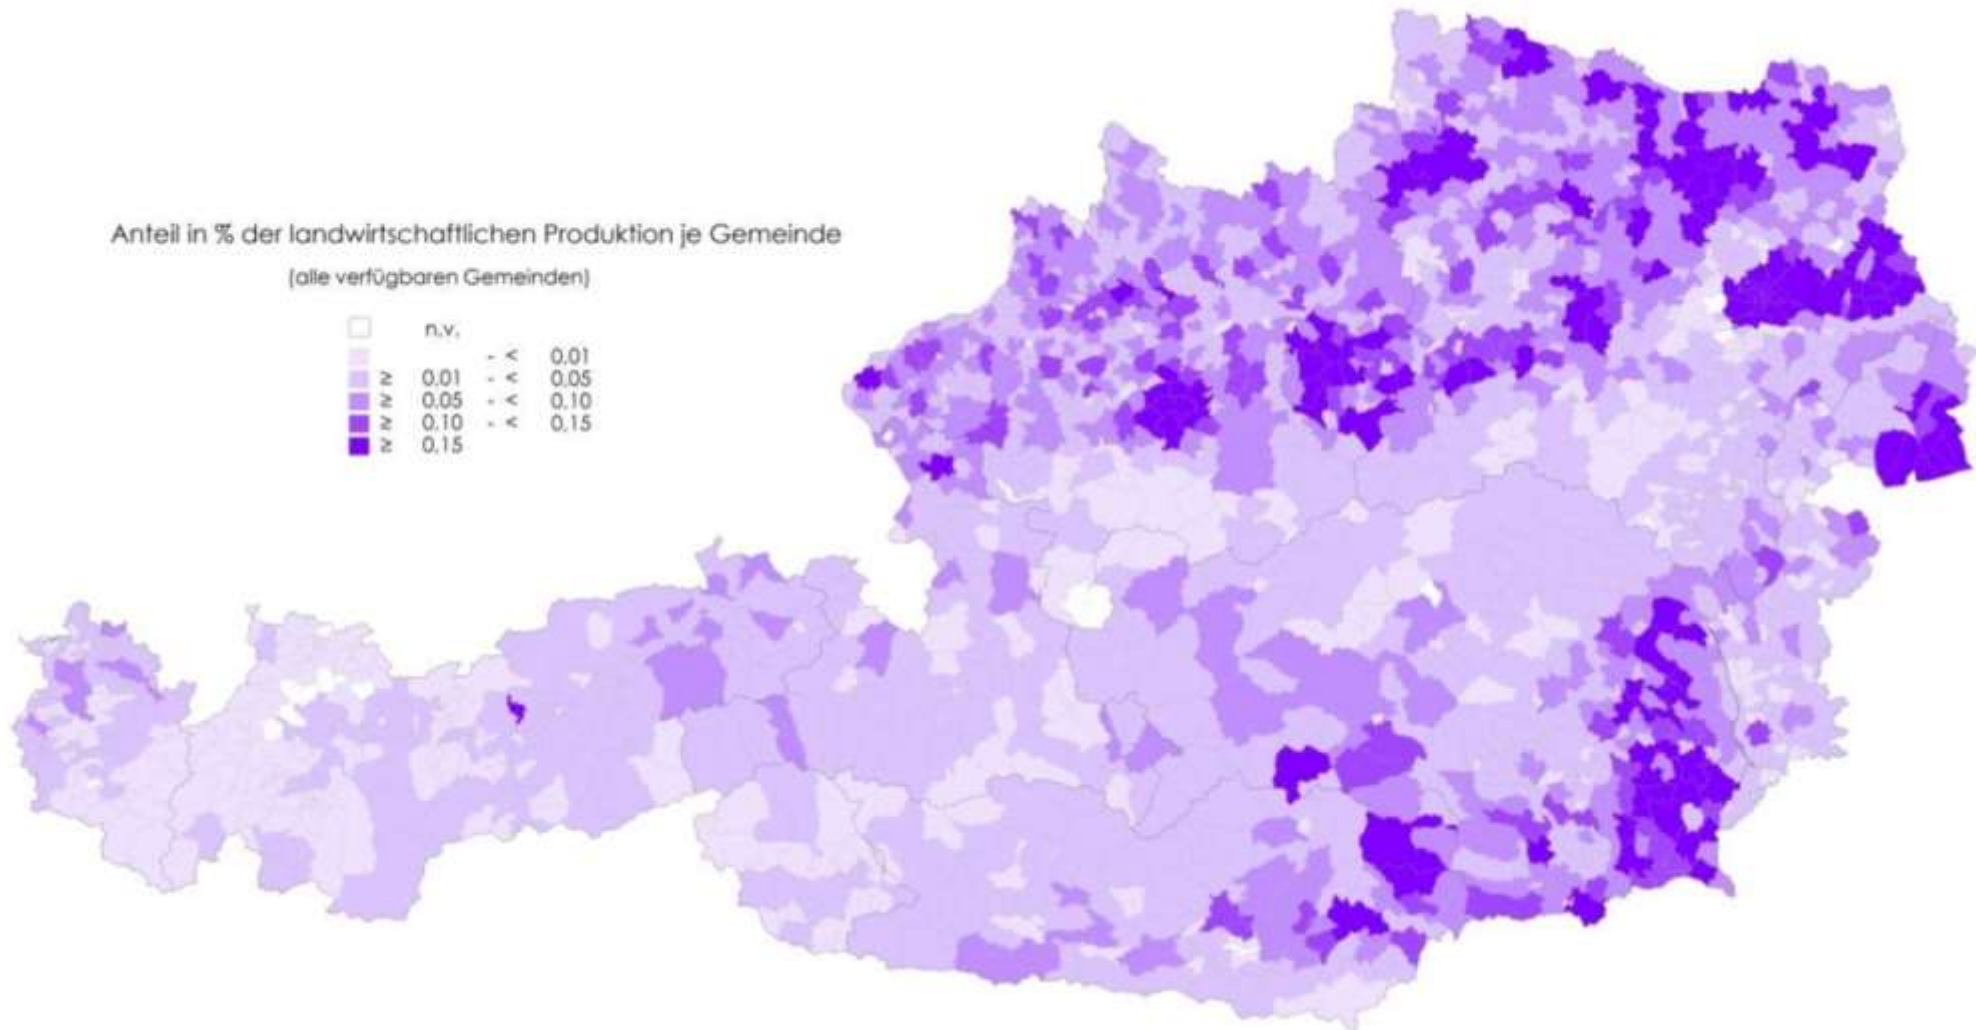 Anteil in % der landwirtschaftlichen Produktion je Gemeinde
(alle verfügbaren Gemeinden)
n.v.
- < 0,01
≥ 0,01 - < 0,05
≥ 0,05 - < 0,10
≥ 0,10 - < 0,15
≥ 0,15